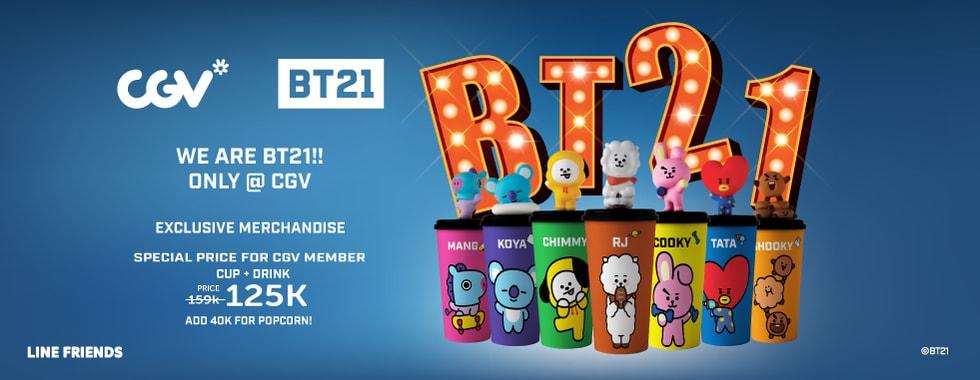 CGV*
BT21
BT21
WE ARE BT21!!
ONLY @ CGV
EXCLUSIVE MERCHANDISE
SPECIAL PRICE FOR CGV MEMBER
CUP + DRINK
PRICE
159K 125K
ADD 40K FOR POPCORN!
MANG
KOYA
CHIMMY
RJ
COOKY
TATA
SHOOKY
LINE FRIENDS
©BT21